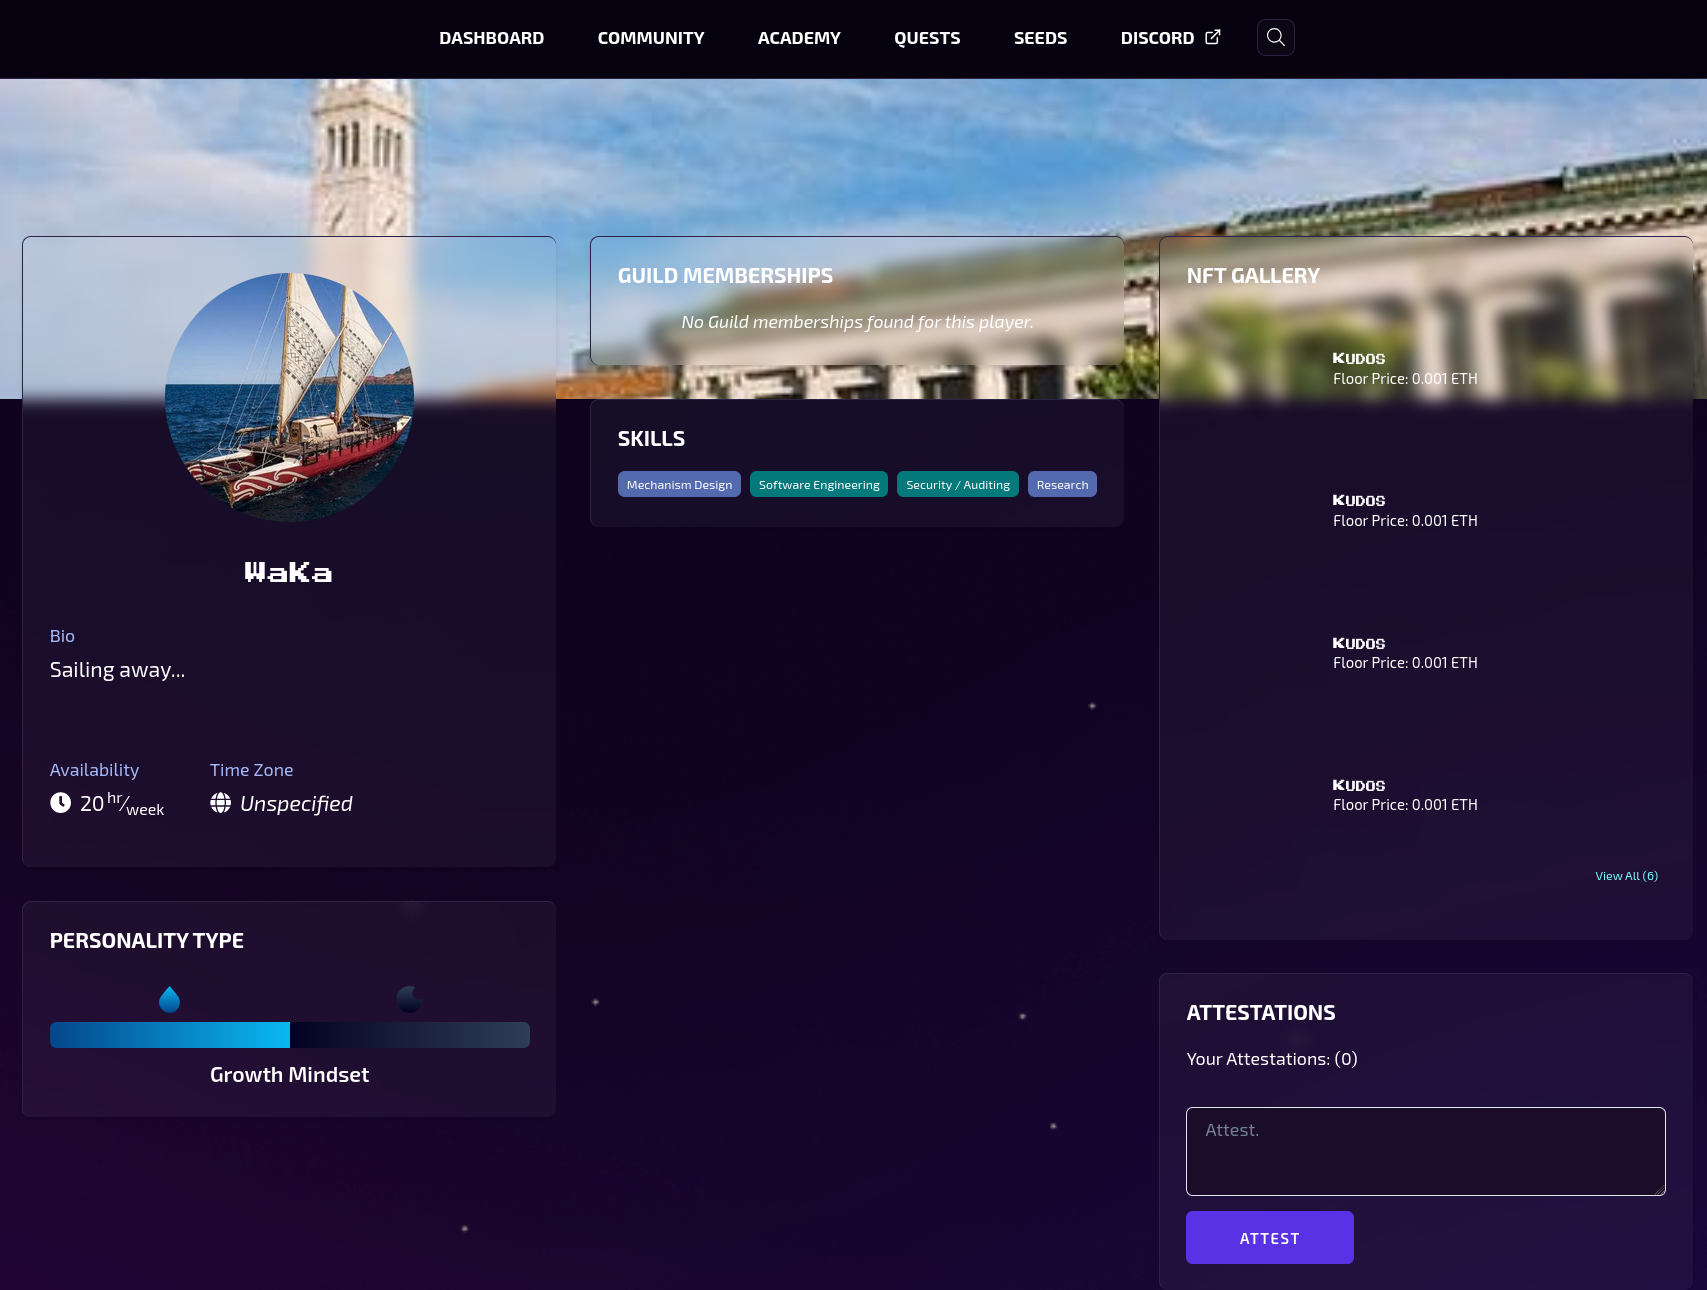 DASHBOARD
COMMUNITY
ACADEMY
QUESTS
SEEDS
DISCORD
WaKa
Bio
Sailing away...
Availability
20 hr/week
Time Zone
Unspecified
PERSONALITY TYPE
Growth Mindset
GUILD MEMBERSHIPS
No Guild memberships found for this player.
SKILLS
Mechanism Design
Software Engineering
Security / Auditing
Research
NFT GALLERY
Kudos
Floor Price: 0.001 ETH
Kudos
Floor Price: 0.001 ETH
Kudos
Floor Price: 0.001 ETH
Kudos
Floor Price: 0.001 ETH
View All (6)
ATTESTATIONS
Your Attestations: (0)
Attest.
ATTEST